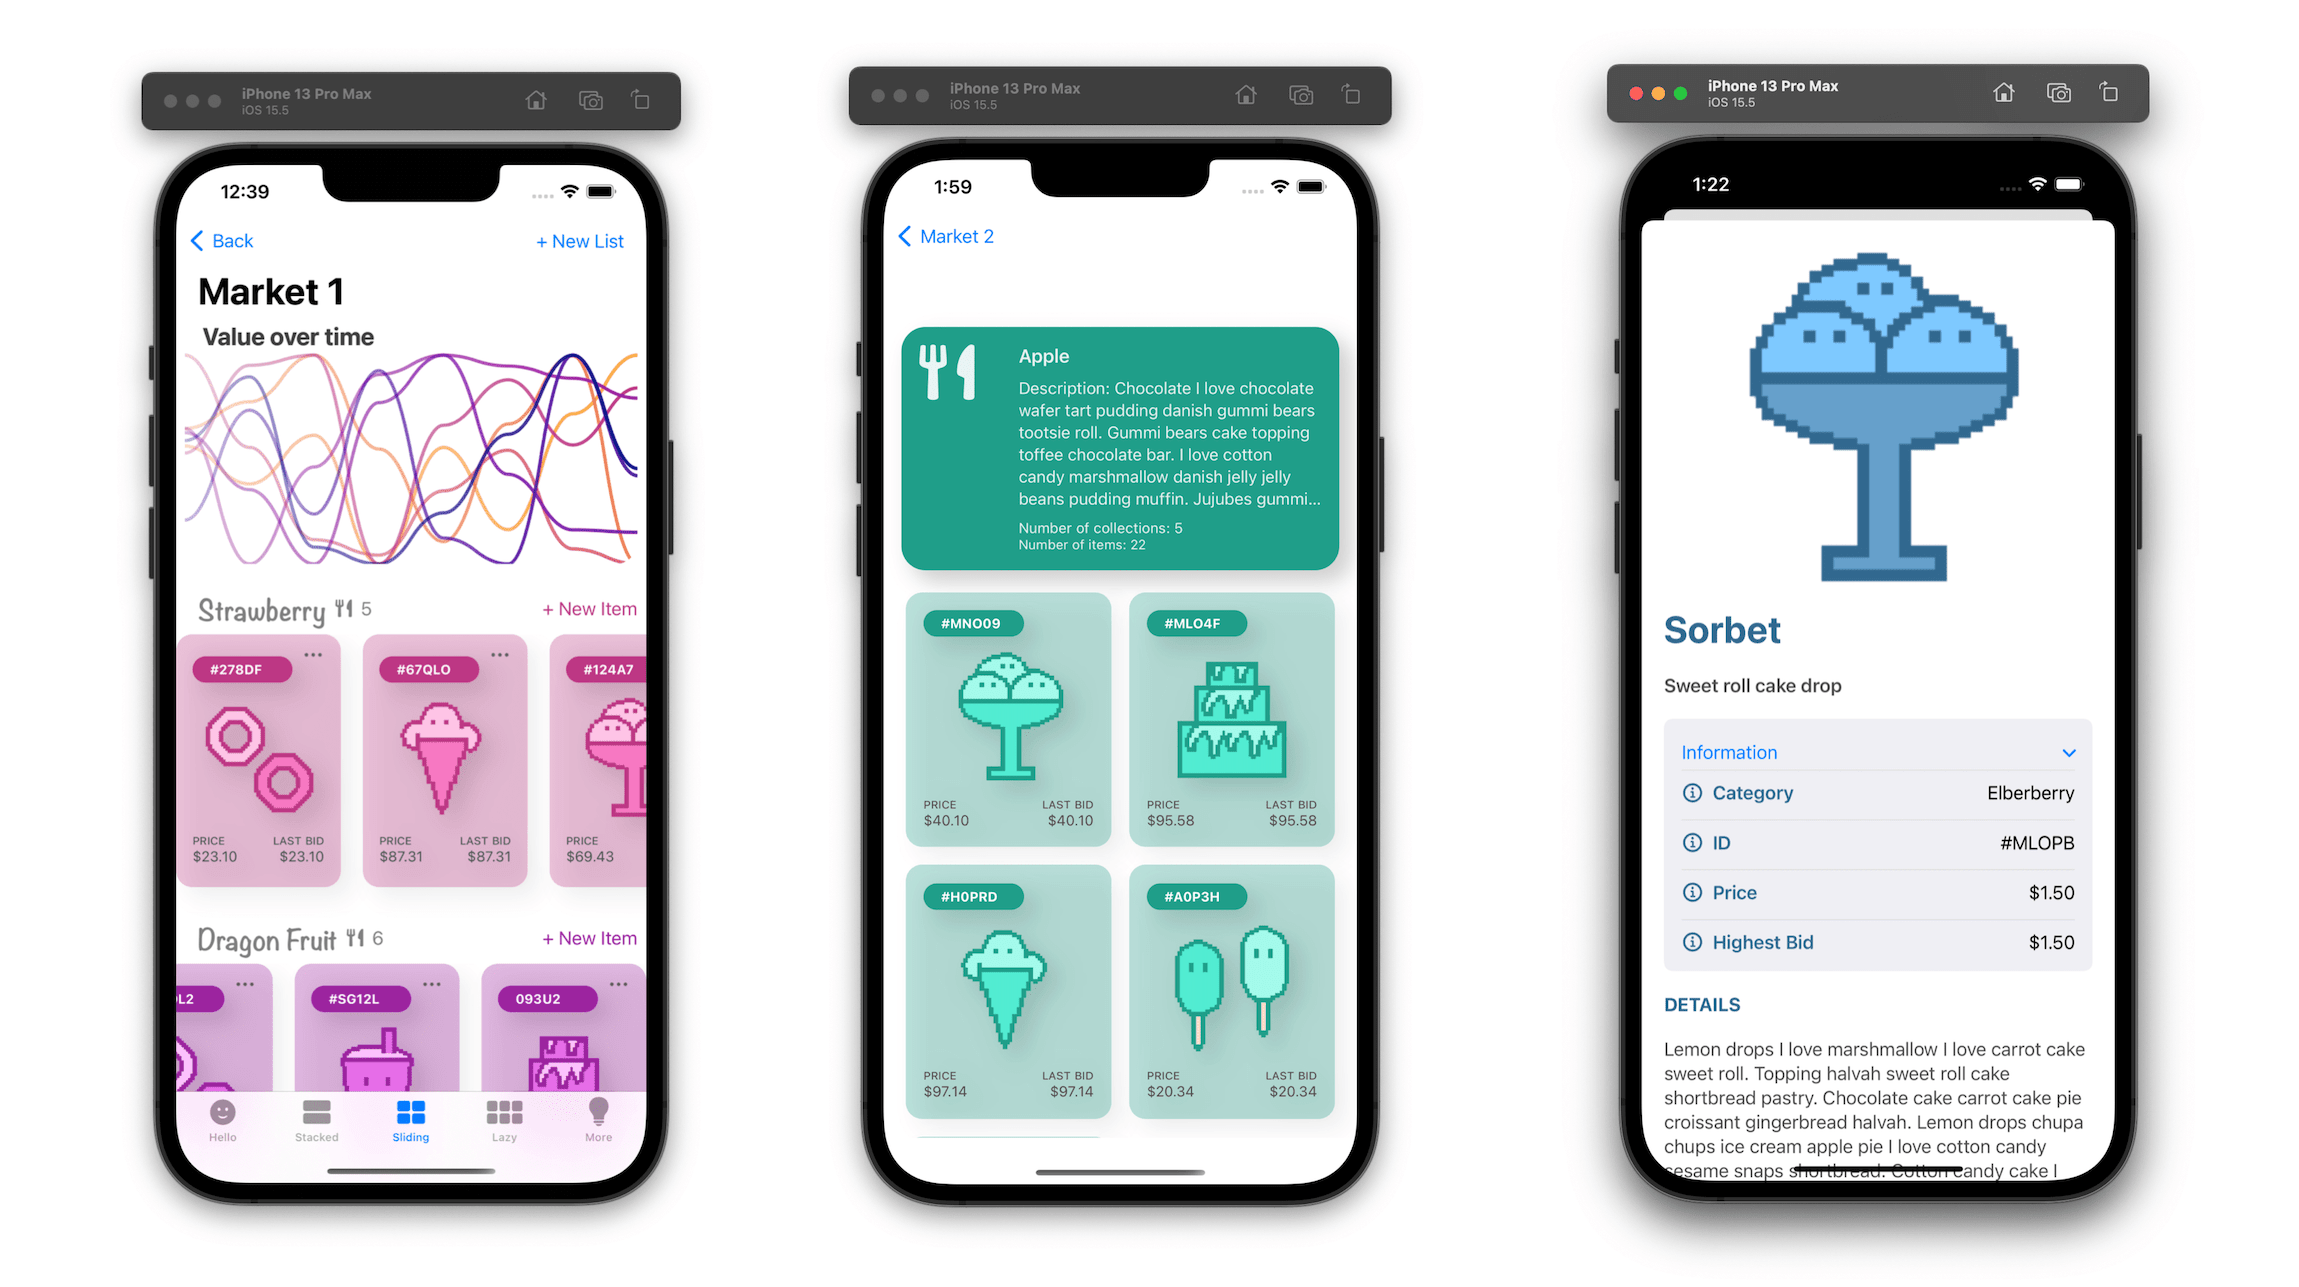 iPhone 13 Pro Max
iOS 15.5
12:39
Back
+ New List
Market 1
Value over time
Strawberry 5
+ New Item
#278DF
#67QLO
#124A7
PRICE
LAST BID
PRICE
LAST BID
PRICE
$23.10
$23.10
$87.31
$87.31
$69.43
Dragon Fruit 6
+ New Item
L2
#SG12L
093U2
Hello
Stacked
Sliding
Lazy
More
iPhone 13 Pro Max
iOS 15.5
1:59
Market 2
Apple
Description: Chocolate I love chocolate
wafer tart pudding danish gummi bears
tootsie roll. Gummi bears cake topping
toffee chocolate bar. I love cotton
candy marshmallow danish jelly jelly
beans pudding muffin. Jujubes gummi...
Number of collections: 5
Number of items: 22
#MNO09
#MLO4F
PRICE
LAST BID
PRICE
LAST BID
$40.10
$40.10
$95.58
$95.58
#H0PRD
#A0P3H
PRICE
LAST BID
PRICE
LAST BID
$97.14
$97.14
$20.34
$20.34
iPhone 13 Pro Max
iOS 15.5
1:22
Sorbet
Sweet roll cake drop
Information
Category
Elberberry
ID
#MLOPB
Price
$1.50
Highest Bid
$1.50
DETAILS
Lemon drops I love marshmallow I love carrot cake
sweet roll. Topping halvah sweet roll cake
shortbread pastry. Chocolate cake carrot cake pie
croissant gingerbread halvah. Lemon drops chupa
chups ice cream apple pie I love cotton candy
sesame snaps shortbread. Cotton candy cake I